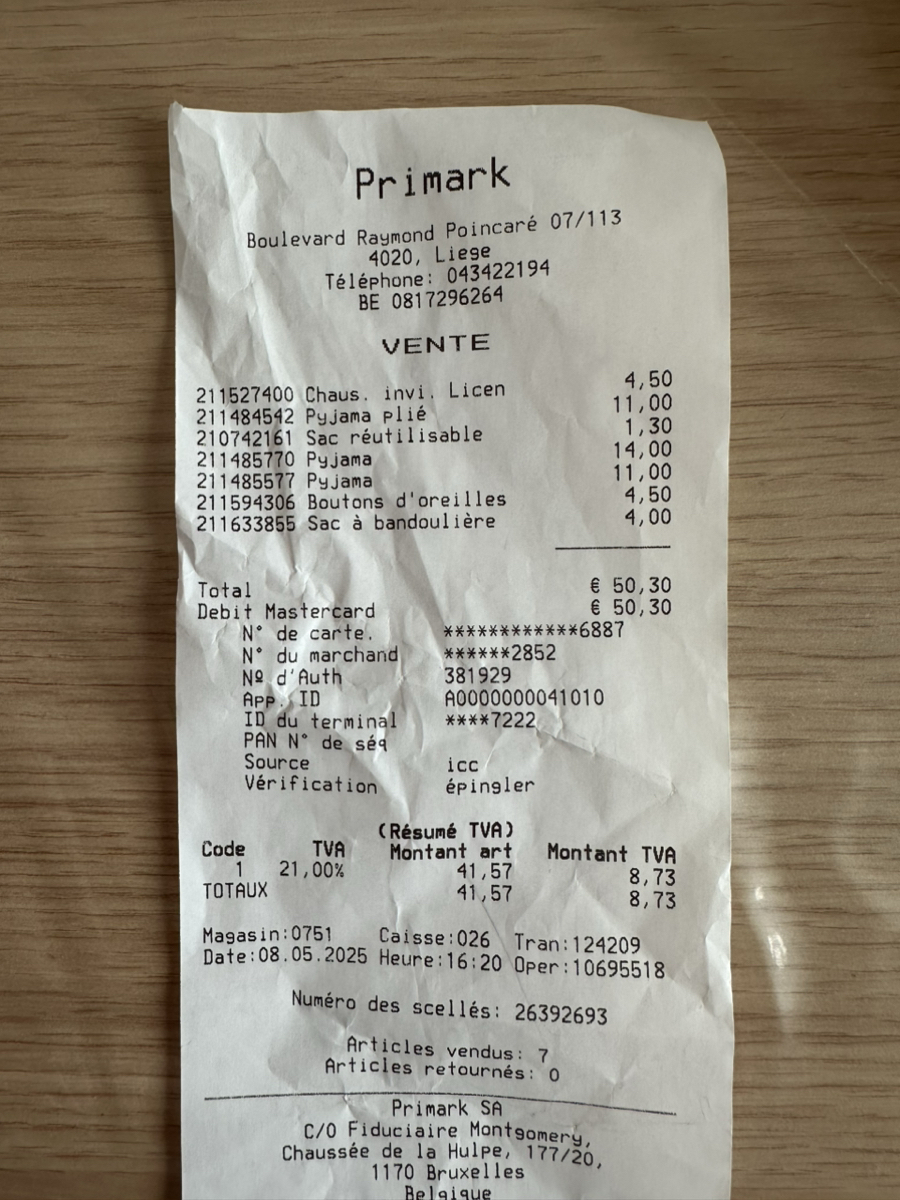 Primark
Boulevard Raymond Poincaré 07/113
4020, Liege
Téléphone: 043422194
BE 0817296264
VENTE
211527400 Chaus. invi. Licen 4,50
211484542 Pyjama plié 11,00
210742161 Sac réutilisable 1,30
211485770 Pyjama 14,00
211485577 Pyjama 11,00
211594306 Boutons d'oreilles 4,50
211633855 Sac à bandoulière 4,00
Total € 50,30
Debit Mastercard € 50,30
N° de carte. ************6887
N° du marchand ******2852
Nº d'Auth 381929
App. ID A0000000041010
ID du terminal ****7222
PAN N° de séq
Source icc
Vérification épingler
(Résumé TVA)
Code TVA Montant art Montant TVA
1 21,00% 41,57 8,73
TOTAUX 41,57 8,73
Magasin:0751 Caisse:026 Tran:124209
Date:08.05.2025 Heure:16:20 Oper:10695518
Numéro des scellés: 26392693
Articles vendus: 7
Articles retournés: 0
Primark SA
C/O Fiduciaire Montgomery,
Chaussée de la Hulpe, 177/20,
1170 Bruxelles
Belgique